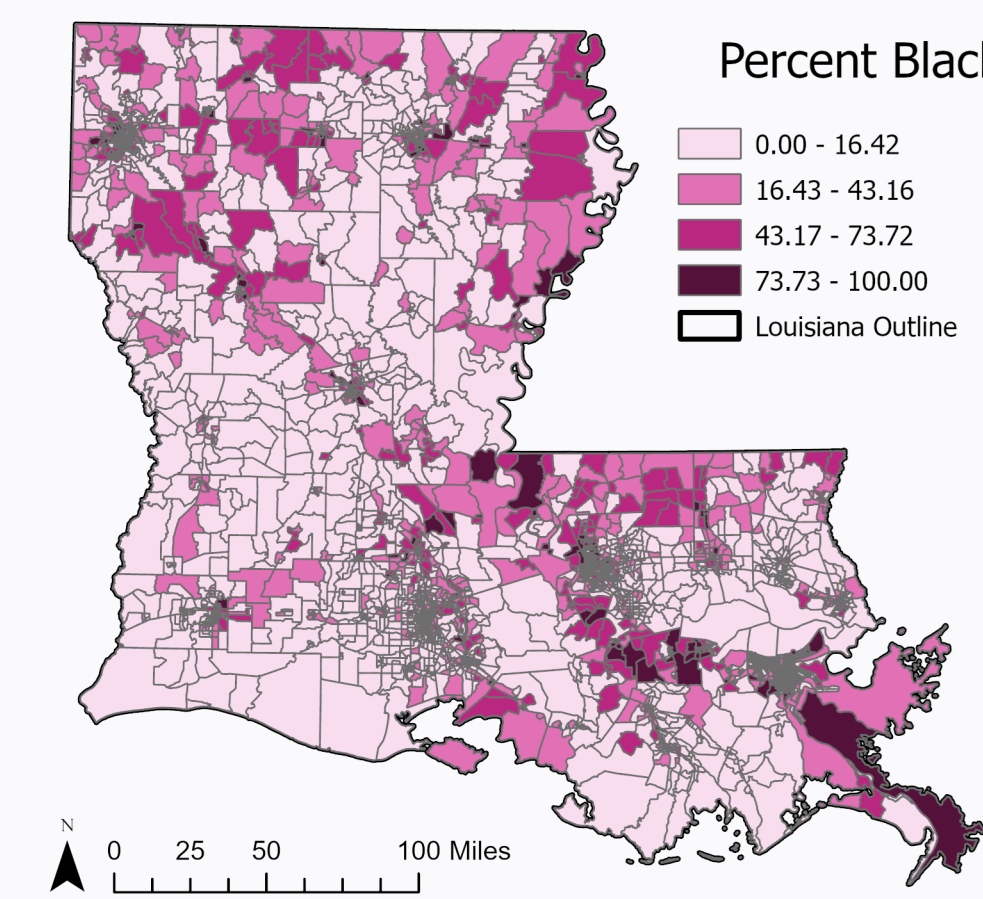 Percent Blac
0.00 - 16.42
16.43 - 43.16
43.17 - 73.72
73.73 - 100.00
Louisiana Outline
N
0 25 50 100 Miles